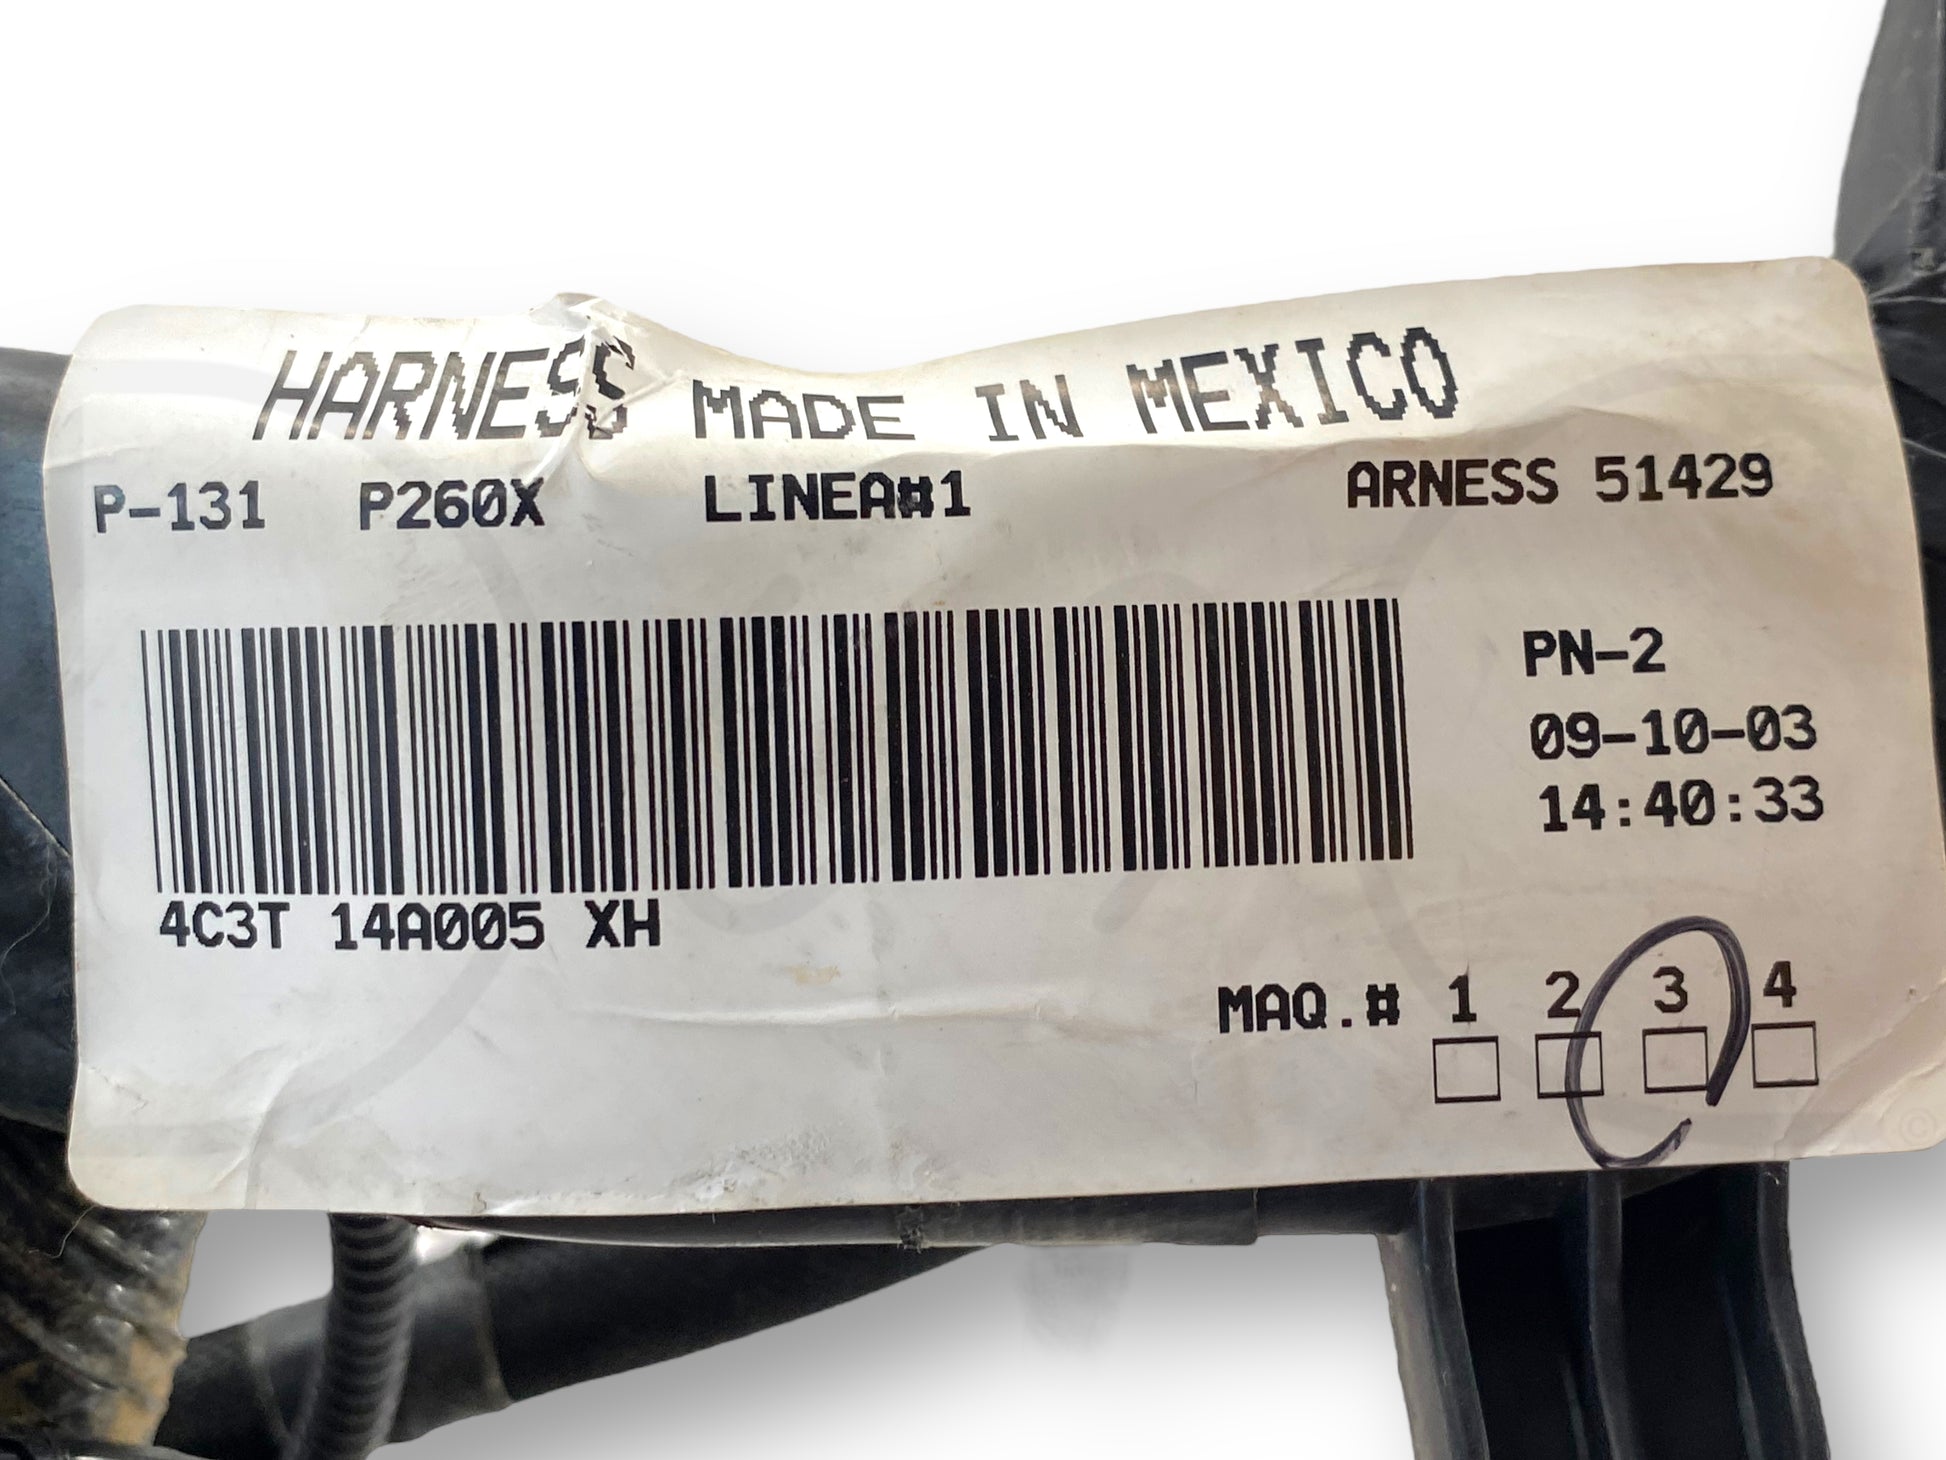 HARNESS MADE IN MEXICO
P-131 P260X LINEA#1 ARNESS 51429
PN-2
09-10-03
14:40:33
4C3T 14A005 XH
MAQ.# 1 2 3 4